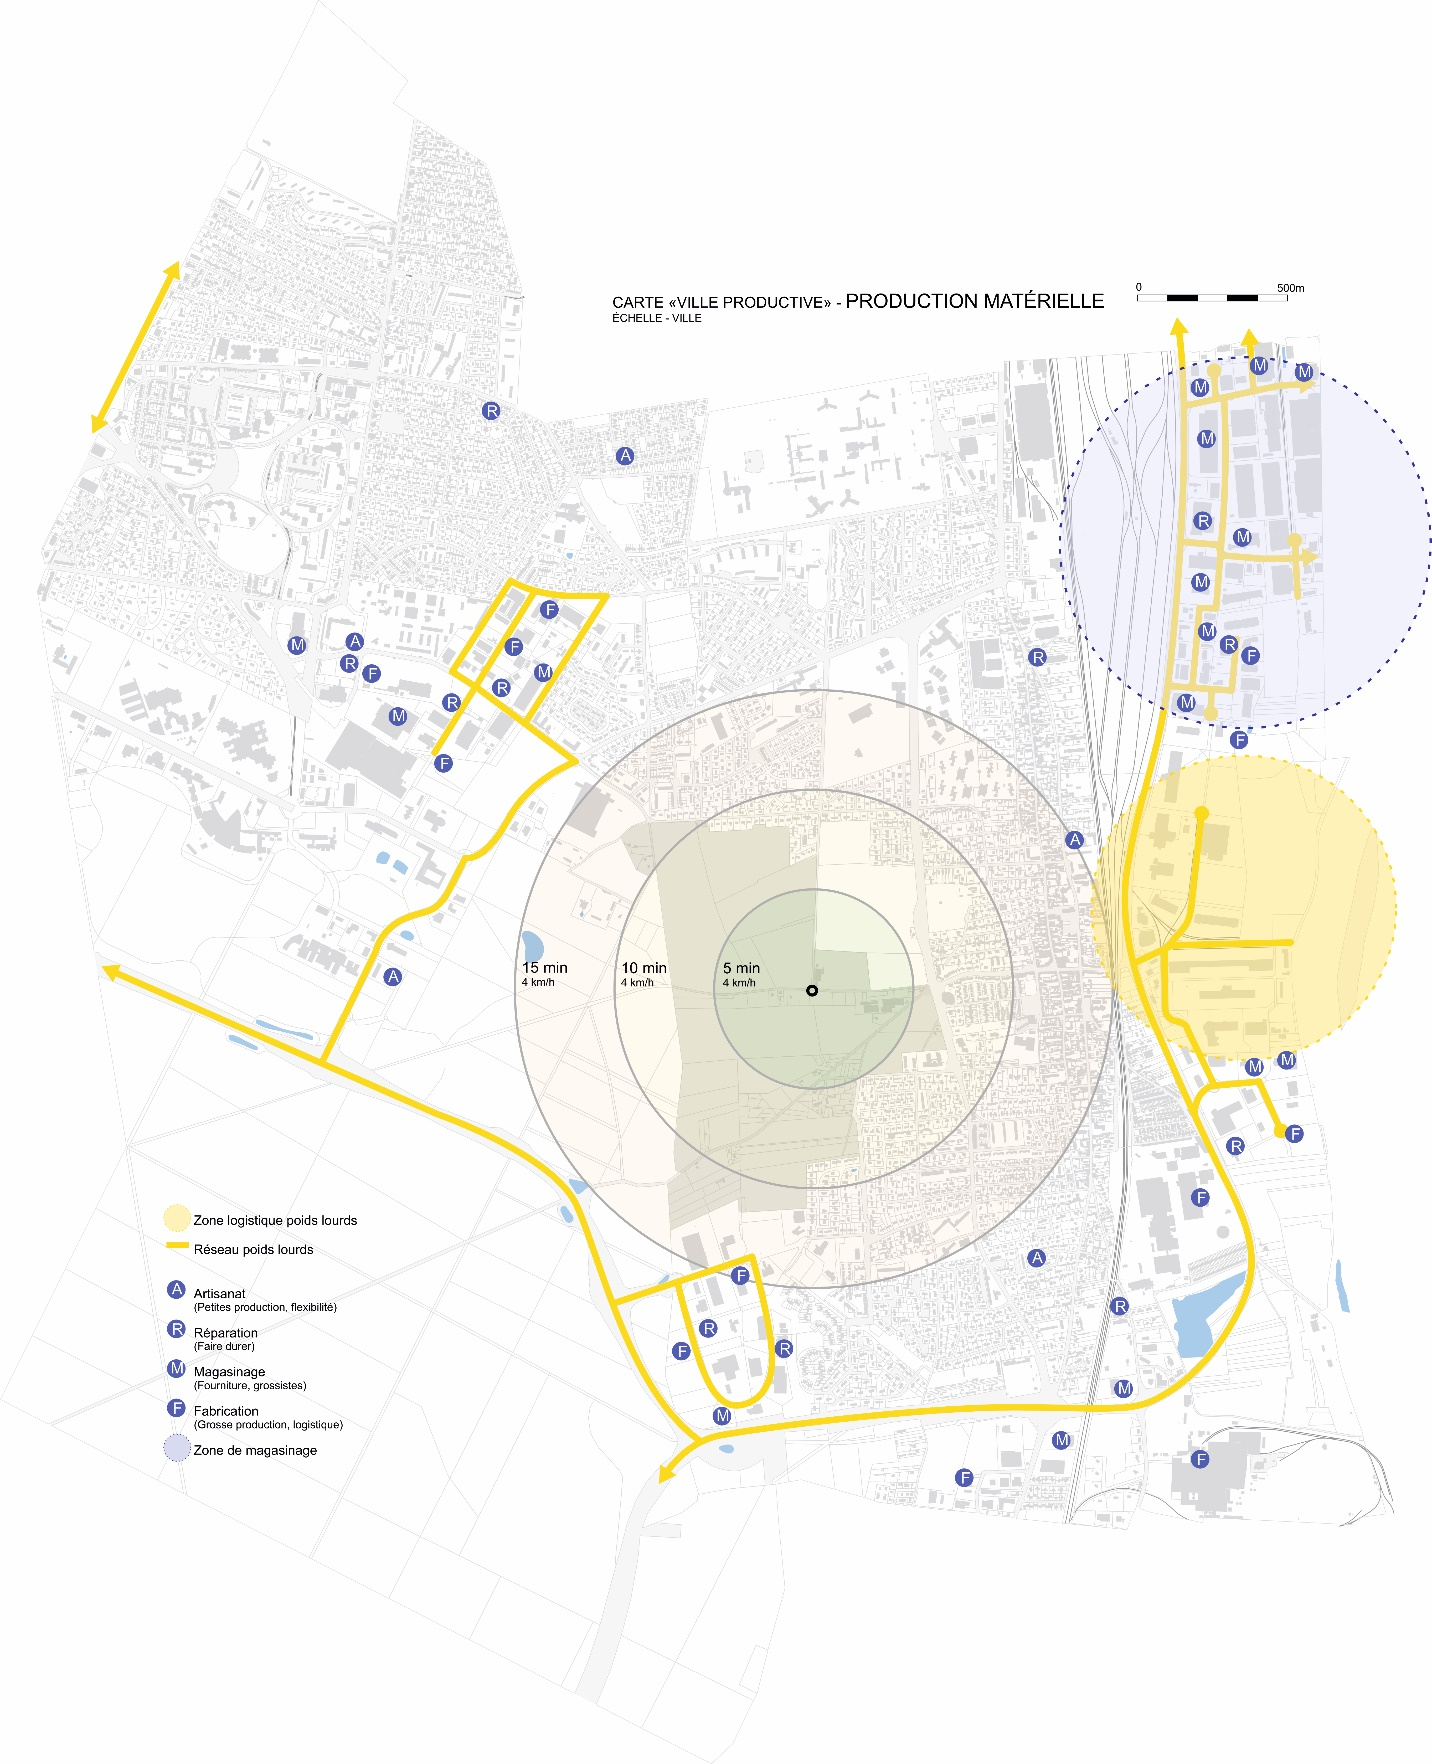 CARTE «VILLE PRODUCTIVE» - PRODUCTION MATÉRIELLE
ÉCHELLE - VILLE
0 500m
M
M
M
M
R
A
M
R
M
M
F
M
A
R
M
R
F
F
R
F
M
R
R
M
M
F
F
A
15 min
4 km/h
10 min
4 km/h
5 min
4 km/h
A
M
M
F
R
F
Zone logistique poids lourds
Réseau poids lourds
A
Artisanat
(Petites production, flexibilité)
R
Réparation
(Faire durer)
M
Magasinage
(Fourniture, grossistes)
F
Fabrication
(Grosse production, logistique)
Zone de magasinage
A
F
R
R
F
R
M
M
M
F
F